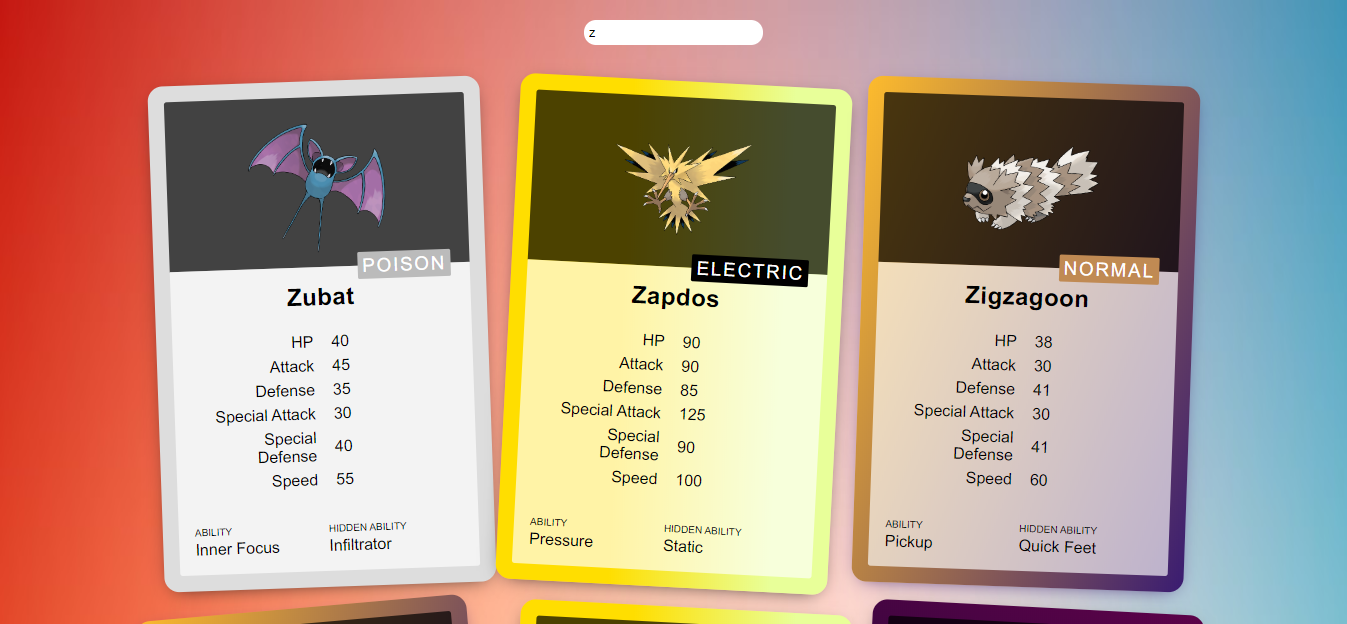 z
POISON
Zubat
HP 40
Attack 45
Defense 35
Special Attack 30
Special
Defense 40
Speed 55
ABILITY HIDDEN ABILITY
Inner Focus Infiltrator
ELECTRIC
Zapdos
HP 90
Attack 90
Defense 85
Special Attack 125
Special
Defense 90
Speed 100
ABILITY HIDDEN ABILITY
Pressure Static
NORMAL
Zigzagoon
HP 38
Attack 30
Defense 41
Special Attack 30
Special
Defense 41
Speed 60
ABILITY HIDDEN ABILITY
Pickup Quick Feet